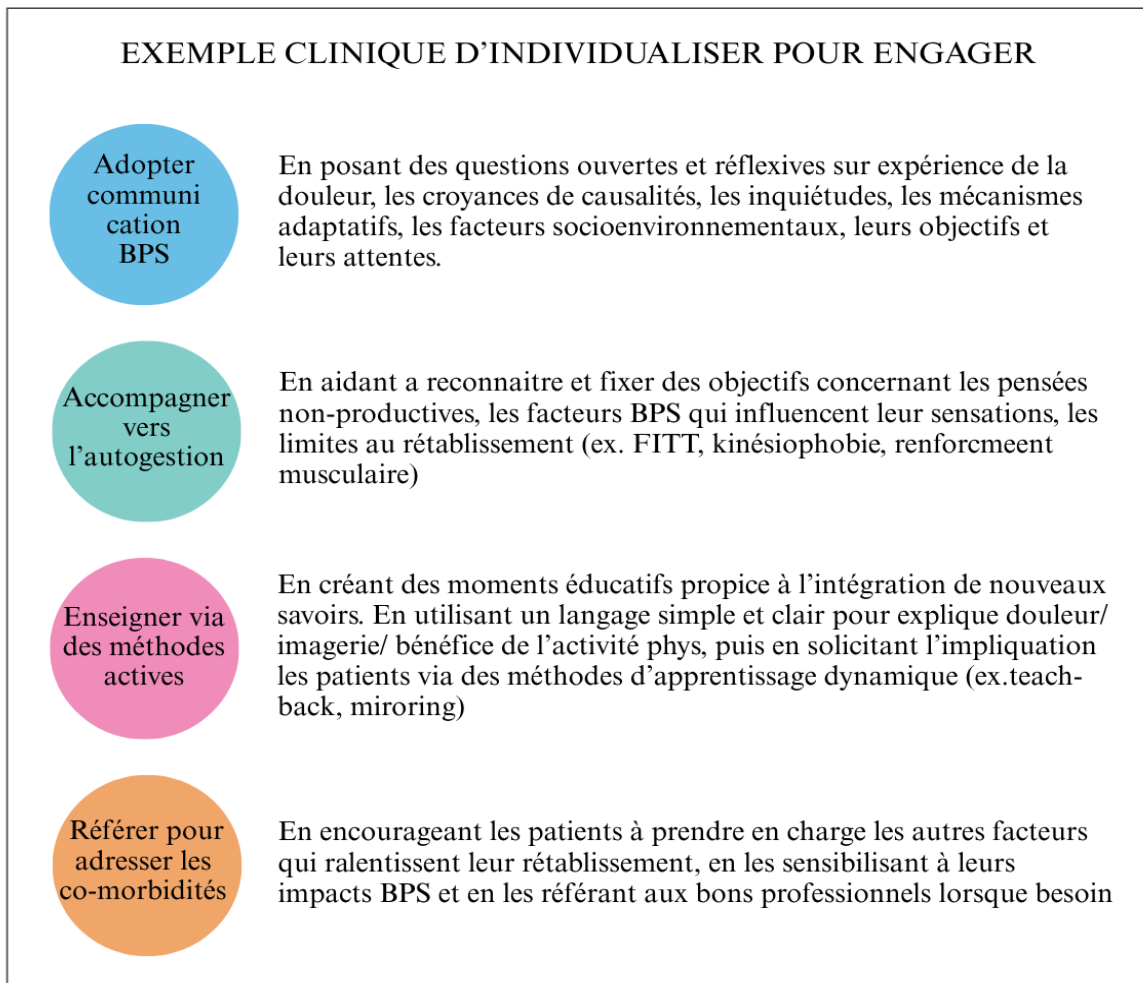 EXEMPLE CLINIQUE D’INDIVIDUALISER POUR ENGAGER
Adopter
communi
cation
BPS
En posant des questions ouvertes et réflexives sur expérience de la
douleur, les croyances de causalités, les inquiétudes, les mécanismes
adaptatifs, les facteurs socioenvironnementaux, leurs objectifs et
leurs attentes.
Accompagner
vers
l’autogestion
En aidant a reconnaitre et fixer des objectifs concernant les pensées
non-productives, les facteurs BPS qui influencent leur sensations, les
limites au rétablissement (ex. FITT, kinésiophobie, renforcmeent
musculaire)
Enseigner via
des méthodes
actives
En créant des moments éducatifs propice à l’intégration de nouveaux
savoirs. En utilisant un langage simple et clair pour explique douleur/
imagerie/ bénéfice de l’activité phys, puis en solicitant l’impliquation
les patients via des méthodes d’apprentissage dynamique (ex.teach-
back, miroring)
Référer pour
adresser les
co-morbidités
En encourageant les patients à prendre en charge les autres facteurs
qui ralentissent leur rétablissement, en les sensibilisant à leurs
impacts BPS et en les référant aux bons professionnels lorsque besoin